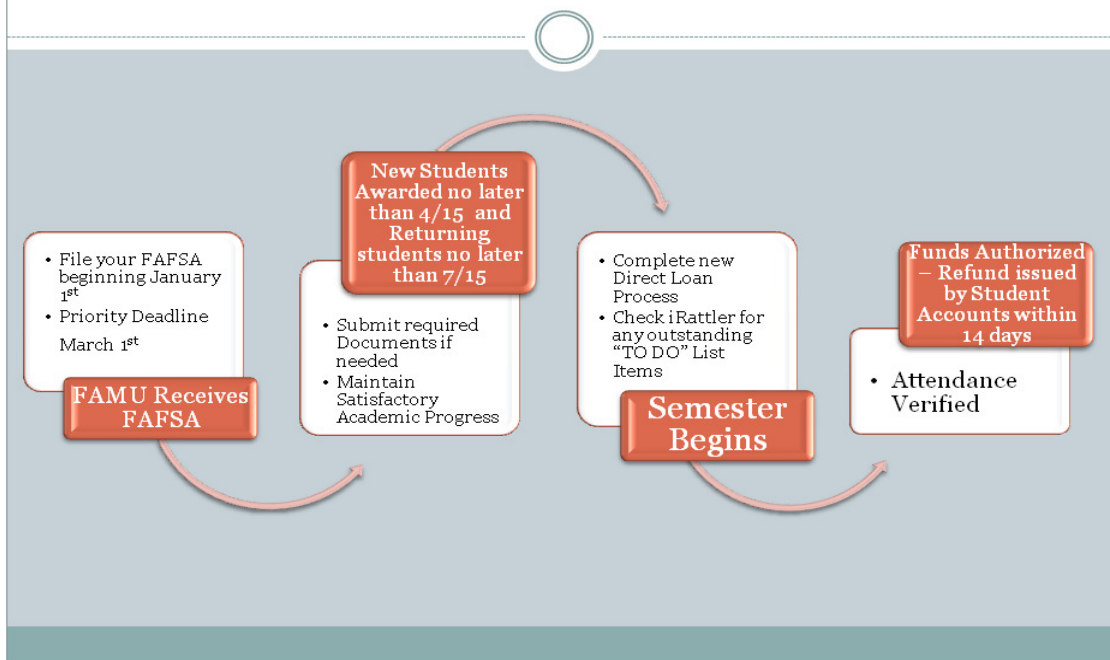 • File your FAFSA
beginning January
1st
• Priority Deadline
March 1st
FAMU Receives
FAFSA
New Students
Awarded no later
than 4/15 and
Returning
students no later
than 7/15
• Submit required
Documents if
needed
• Maintain
Satisfactory
Academic Progress
• Complete new
Direct Loan
Process
• Check iRattler for
any outstanding
“TO DO” List
Items
Semester
Begins
Funds Authorized
– Refund issued
by Student
Accounts within
14 days
• Attendance
Verified